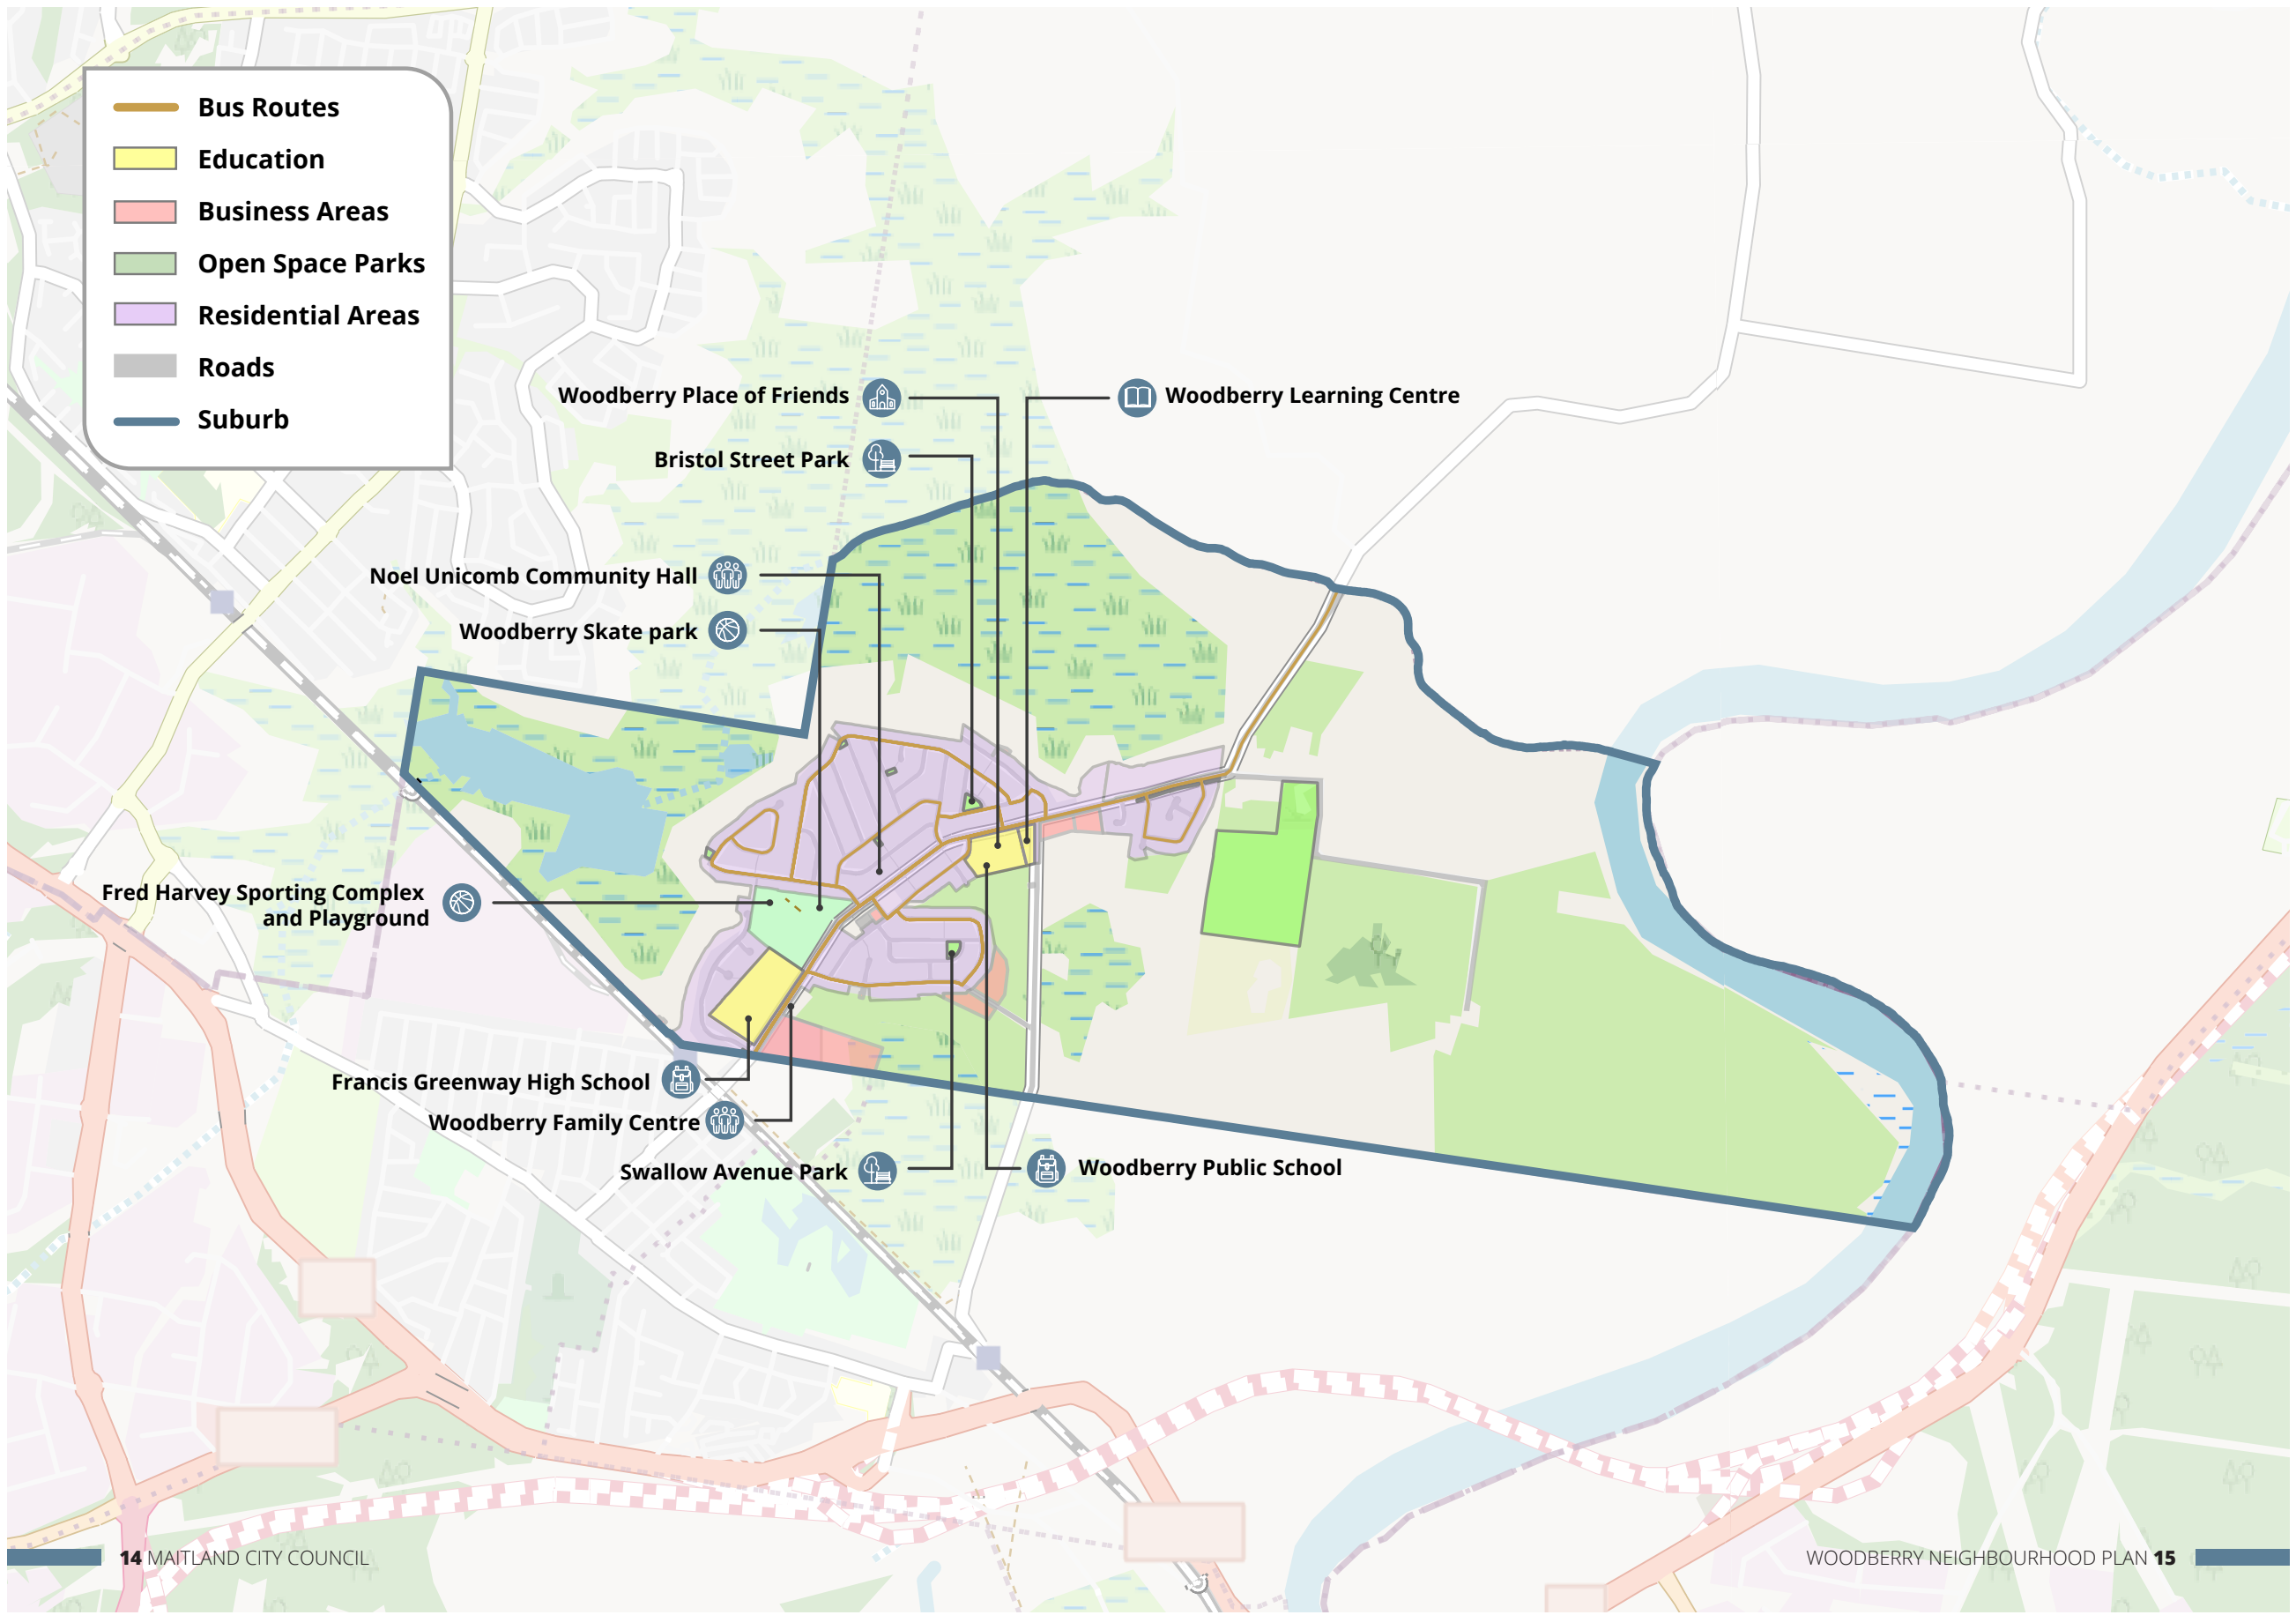 Bus Routes
Education
Business Areas
Open Space Parks
Residential Areas
Roads
Suburb
Woodberry Place of Friends
Woodberry Learning Centre
Bristol Street Park
Noel Unicomb Community Hall
Woodberry Skate park
Fred Harvey Sporting Complex
and Playground
Francis Greenway High School
Woodberry Family Centre
Swallow Avenue Park
Woodberry Public School
14 MAITLAND CITY COUNCIL
WOODBERRY NEIGHBOURHOOD PLAN 15